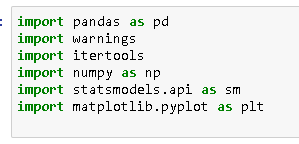 :
import pandas as pd
import warnings
import itertools
import numpy as np
import statsmodels.api as sm
import matplotlib.pyplot as plt